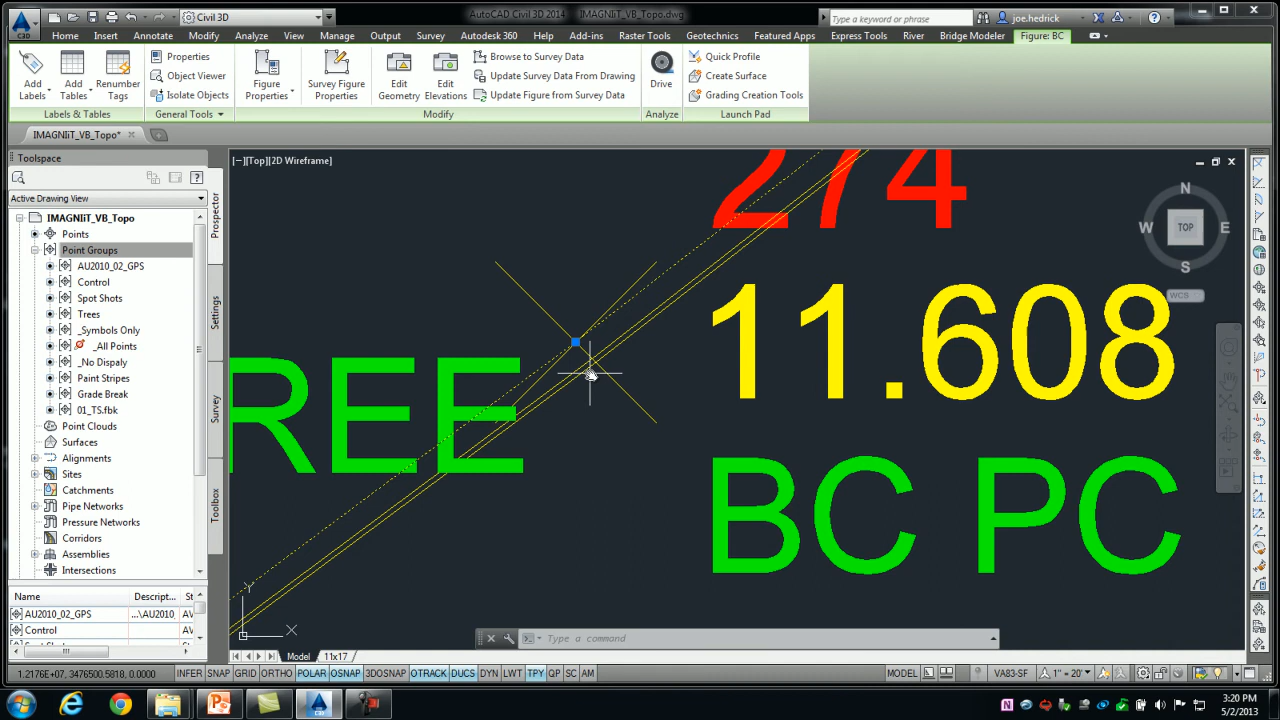 Civil 3D
AutoCAD Civil 3D 2014 IMAGNIiT_VB_Topo.dwg
Type a keyword or phrase
joe.hedrick
C3D
Home Insert Annotate Modify Analyze View Manage Output Survey Autodesk 360 Help Add-ins Raster Tools Geotechnics Featured Apps Express Tools River Bridge Modeler Figure: BC
Add Labels
Add Tables
Renumber Tags
Properties
Object Viewer
Isolate Objects
Figure Properties
Survey Figure Properties
Edit Geometry
Edit Elevations
Browse to Survey Data
Update Survey Data From Drawing
Update Figure from Survey Data
Drive
Quick Profile
Create Surface
Grading Creation Tools
Labels & Tables General Tools Modify Analyze Launch Pad
IMAGNIiT_VB_Topo*
Toolspace
Active Drawing View
IMAGNIiT_VB_Topo
Points
Point Groups
AU2010_02_GPS
Control
Spot Shots
Trees
_Symbols Only
_All Points
_No Dispaly
Paint Stripes
Grade Break
01_TS.fbk
Point Clouds
Surfaces
Alignments
Sites
Catchments
Pipe Networks
Pressure Networks
Corridors
Assemblies
Intersections
Name Descript... St
AU2010_02_GPS ...\AU2010_ AV
Control AV
Prospector
Settings
Survey
Toolbox
[−][Top][2D Wireframe]
274
11.608
BC PC
REE
N
W TOP E
S
WCS
Y
X
Type a command
Model 11x17
1.2176E+07, 3476500.5818, 0.0000
INFER SNAP GRID ORTHO POLAR OSNAP 3DOSNAP OTRACK DUCS DYN LWT TPY QP SC AM
MODEL VA83-SF 1" = 20'
3:20 PM
5/2/2013